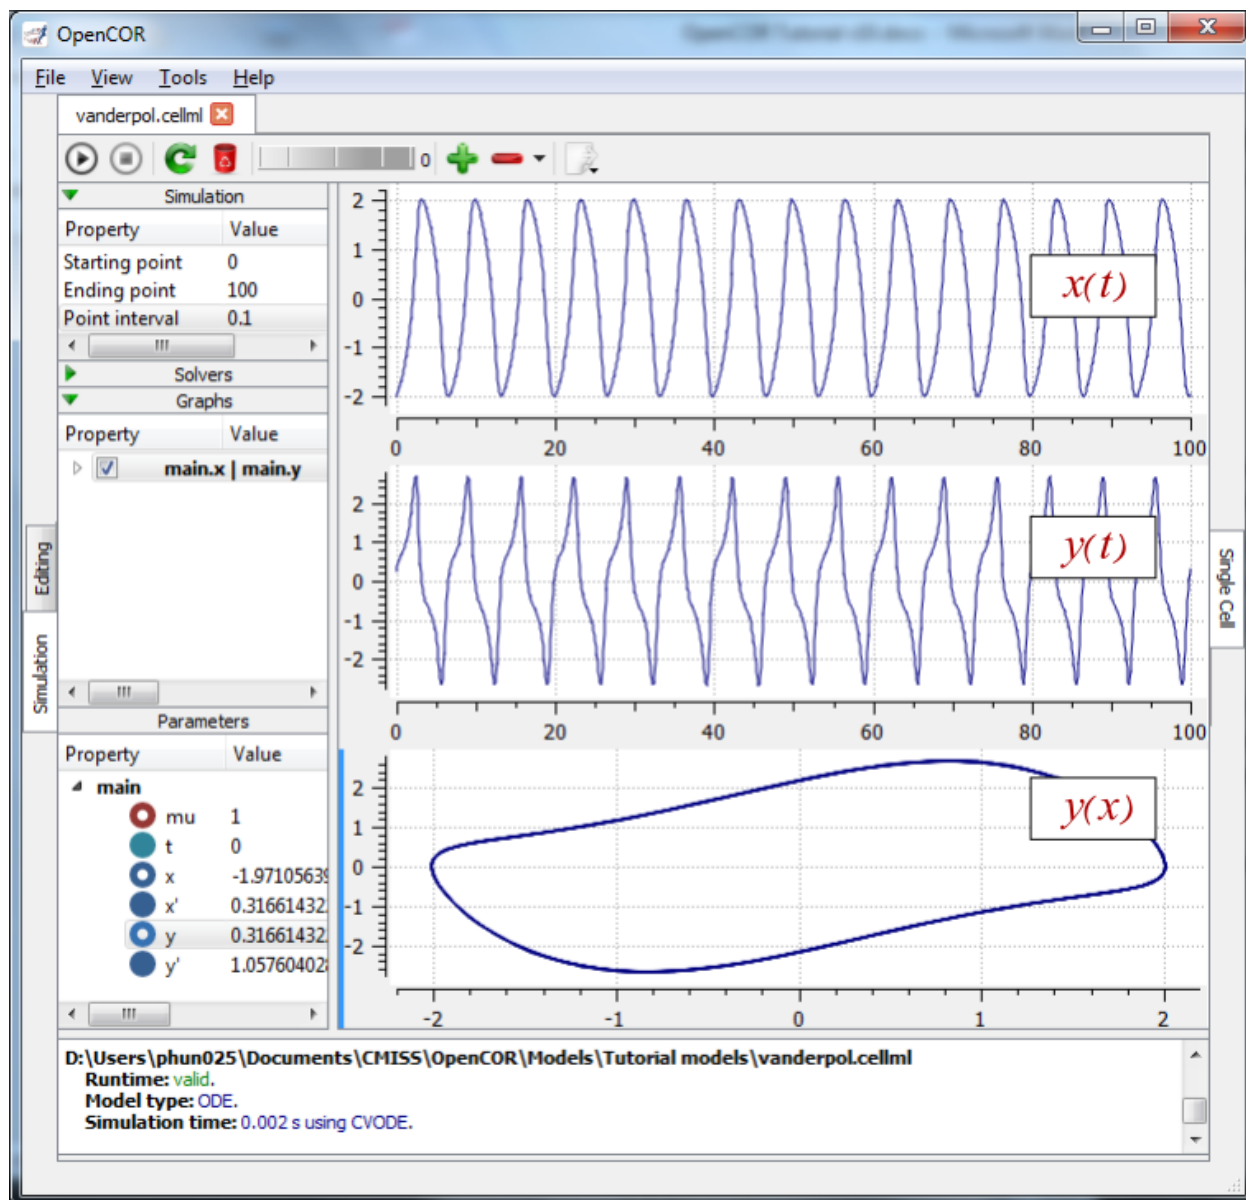 OpenCOR
File View Tools Help
vanderpol.cellml
0
Simulation
Property Value
Starting point 0
Ending point 100
Point interval 0.1
Solvers
Graphs
Property Value
main.x | main.y
Parameters
Property Value
main
mu 1
t 0
x -1.97105639
x' 0.31661432
y 0.31661432
y' 1.05760402
Editing
Simulation
2
1
0
-1
-2
0 20 40 60 80 100
x(t)
2
1
0
-1
-2
0 20 40 60 80 100
y(t)
2
1
0
-1
-2
-2 -1 0 1 2
y(x)
Single Cell
D:\Users\phun025\Documents\CMISS\OpenCOR\Models\Tutorial models\vanderpol.cellml
Runtime: valid.
Model type: ODE.
Simulation time: 0.002 s using CVODE.